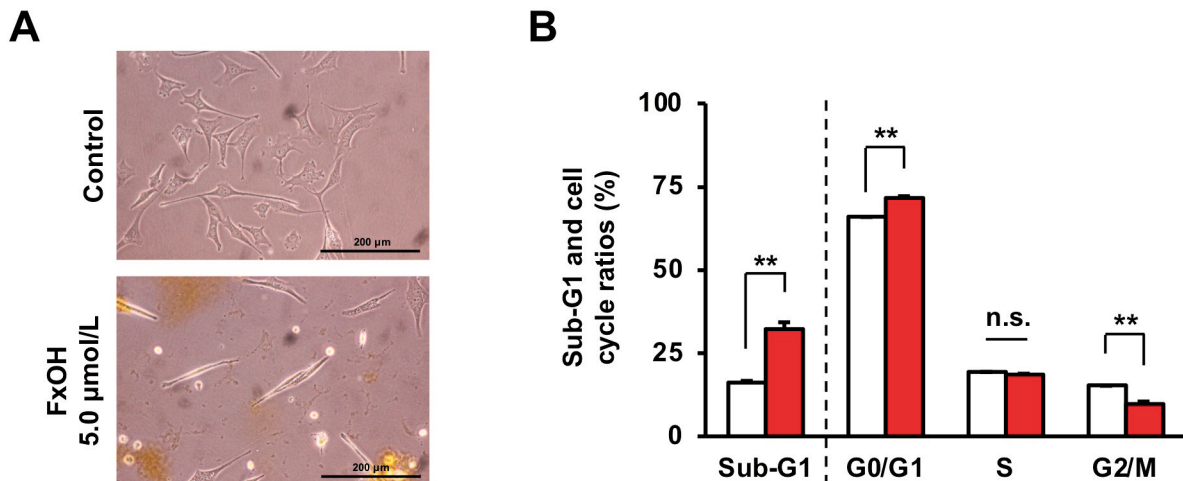 A
Control
200 μm
FxOH
5.0 μmol/L
200 μm
B
Sub-G1 and cell
cycle ratios (%)
100
75
50
25
0
**
**
n.s.
**
Sub-G1
G0/G1
S
G2/M